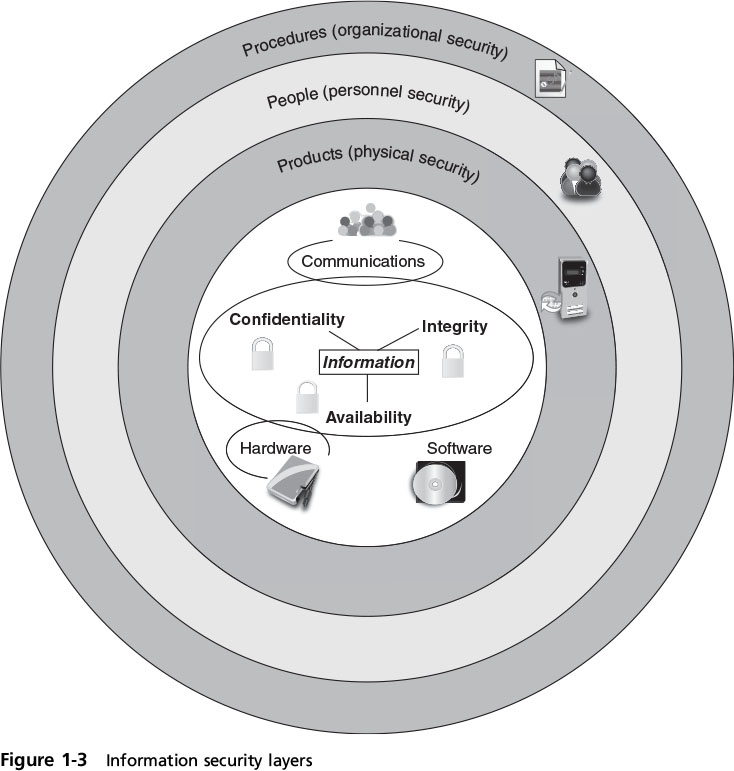 Procedures (organizational security)
People (personnel security)
Products (physical security)
Communications
Confidentiality
Integrity
Information
Availability
Hardware
Software
Figure 1-3 Information security layers